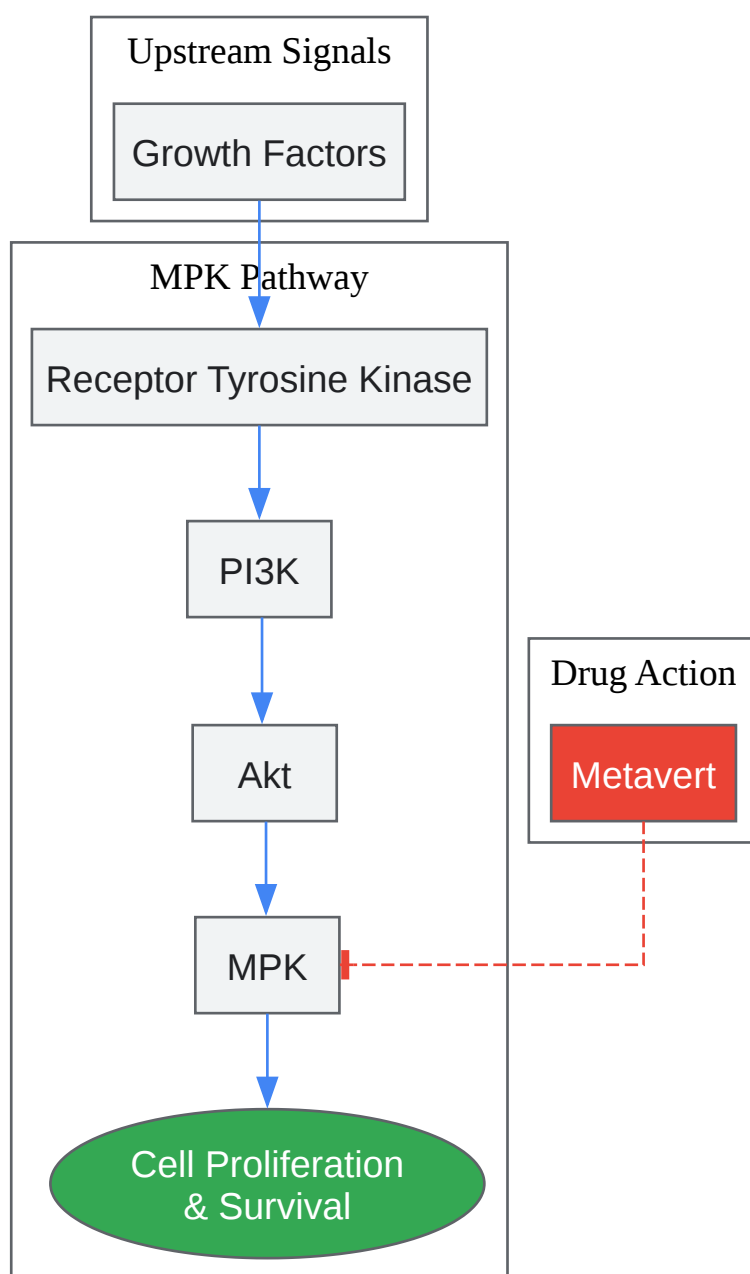 Upstream Signals
Growth Factors
MPK Pathway
Receptor Tyrosine Kinase
PI3K
Drug Action
Akt
Metavert
MPK
Cell Proliferation
& Survival